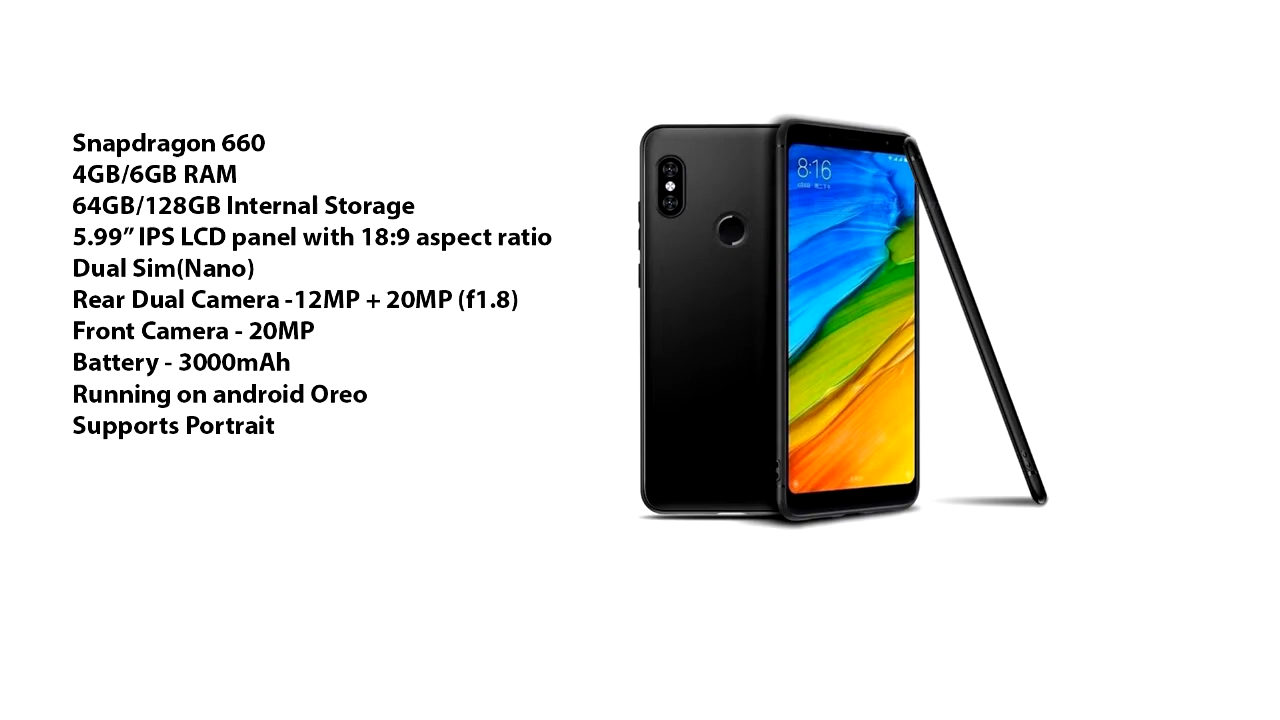 Snapdragon 660
4GB/6GB RAM
64GB/128GB Internal Storage
5.99” IPS LCD panel with 18:9 aspect ratio
Dual Sim(Nano)
Rear Dual Camera -12MP + 20MP (f1.8)
Front Camera - 20MP
Battery - 3000mAh
Running on android Oreo
Supports Portrait
8:16